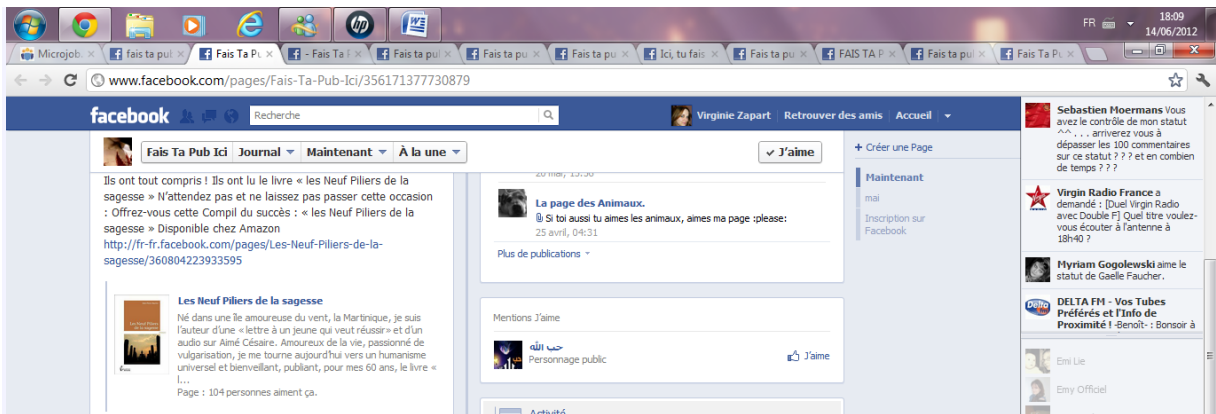 FR
18:09
14/06/2012
Microjob.
fais ta pub
Fais Ta Pu
- Fais Ta F
Fais ta pul
Fais ta pu
Fais ta pu
Ici, tu fais
Fais ta pu
FAIS TA P
Fais ta pul
Fais Ta Pu
www.facebook.com/pages/Fais-Ta-Pub-Ici/356171377730879
facebook
Recherche
Virginie Zapart
Retrouver des amis
Accueil
Fais Ta Pub Ici
Journal
Maintenant
À la une
J'aime
Ils ont tout compris ! Ils ont lu le livre « les Neuf Piliers de la
sagesse » N'attendez pas et ne laissez pas passer cette occasion
: Offrez-vous cette Compil du succès : « les Neuf Piliers de la
sagesse » Disponible chez Amazon
http://fr-fr.facebook.com/pages/Les-Neuf-Piliers-de-la-
sagesse/360804223933595
Les Neuf Piliers de la sagesse
Né dans une île amoureuse du vent, la Martinique, je suis
l'auteur d'une « lettre à un jeune qui veut réussir» et d'un
audio sur Aimé Césaire. Amoureux de la vie, passionné de
vulgarisation, je me tourne aujourd'hui vers un humanisme
universel et bienveillant, publiant, pour mes 60 ans, le livre «
l...
Page : 104 personnes aiment ça.
20 mai, 13:50
La page des Animaux.
Si toi aussi tu aimes les animaux, aimes ma page :please:
25 avril, 04:31
Plus de publications
Mentions J'aime
حب الله
Personnage public
J'aime
Activité
+ Créer une Page
Maintenant
mai
Inscription sur
Facebook
Sebastien Moermans Vous
avez le contrôle de mon statut
^^ . . . arriverez vous à
dépasser les 100 commentaires
sur ce statut ? ? ? et en combien
de temps ? ? ?
Virgin Radio France a
demandé : [Duel Virgin Radio
avec Double F] Quel titre voulez-
vous écouter à l'antenne à
18h40 ?
Myriam Gogolewski aime le
statut de Gaelle Faucher.
DELTA FM - Vos Tubes
Préférés et l'Info de
Proximité ! -Benoît- : Bonsoir à
Emi Lie
Emy Officiel